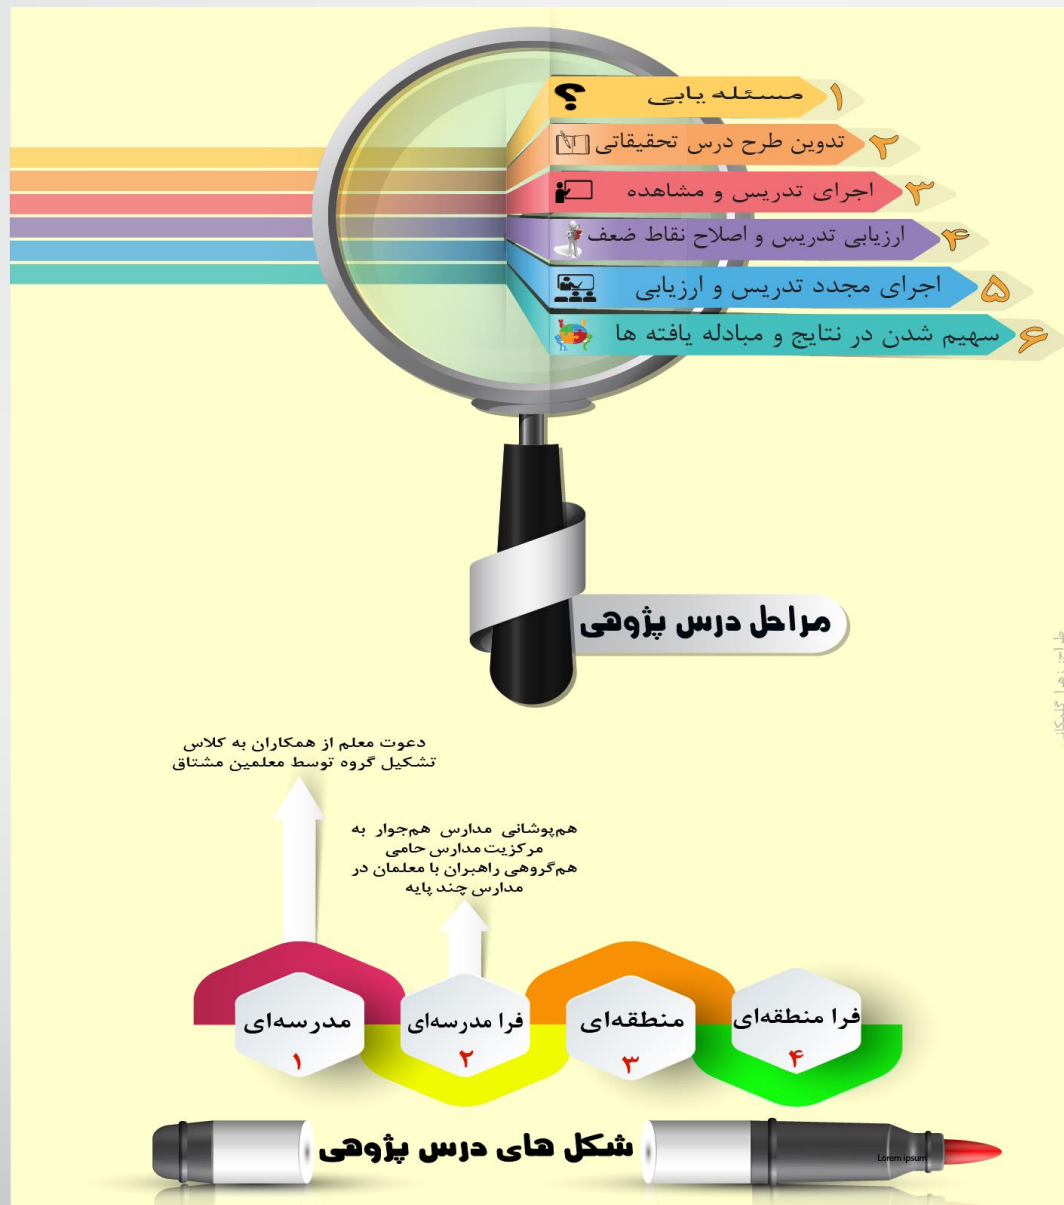 مسئله یابی ۱
تدوین طرح درس تحقیقاتی ۲
اجرای تدریس و مشاهده ۳
ارزیابی تدریس و اصلاح نقاط ضعف ۴
اجرای مجدد تدریس و ارزیابی ۵
سهیم شدن در نتایج و مبادله یافته ها ۶
مراحل درس پژوهی
دعوت معلم از همکاران به کلاس
تشکیل گروه توسط معلمین مشتاق
هم‌پوشانی مدارس هم‌جوار به
مرکزیت مدارس حامی
هم‌گروهی راهبران با معلمان در
مدارس چند پایه
مدرسه‌ای
۱
فرا مدرسه‌ای
۲
منطقه‌ای
۳
فرا منطقه‌ای
۴
شکل های درس پژوهی
Lorem ipsum
طراح: زهرا